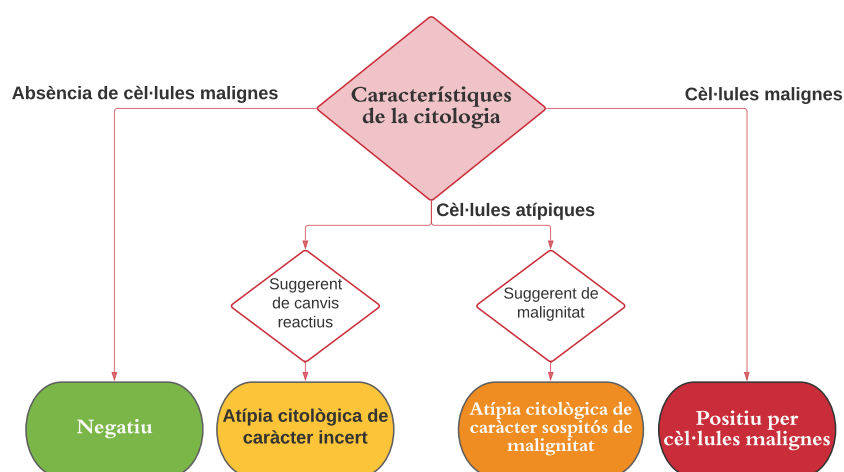 Absència de cèl·lules malignes
Característiques
de la citologia
Cèl·lules malignes
Cèl·lules atípiques
Suggerent
de canvis
reactius
Suggerent de
malignitat
Negatiu
Atípia citològica de
caràcter incert
Atípia citològica de
caràcter sospitós de
malignitat
Positiu per
cèl·lules malignes